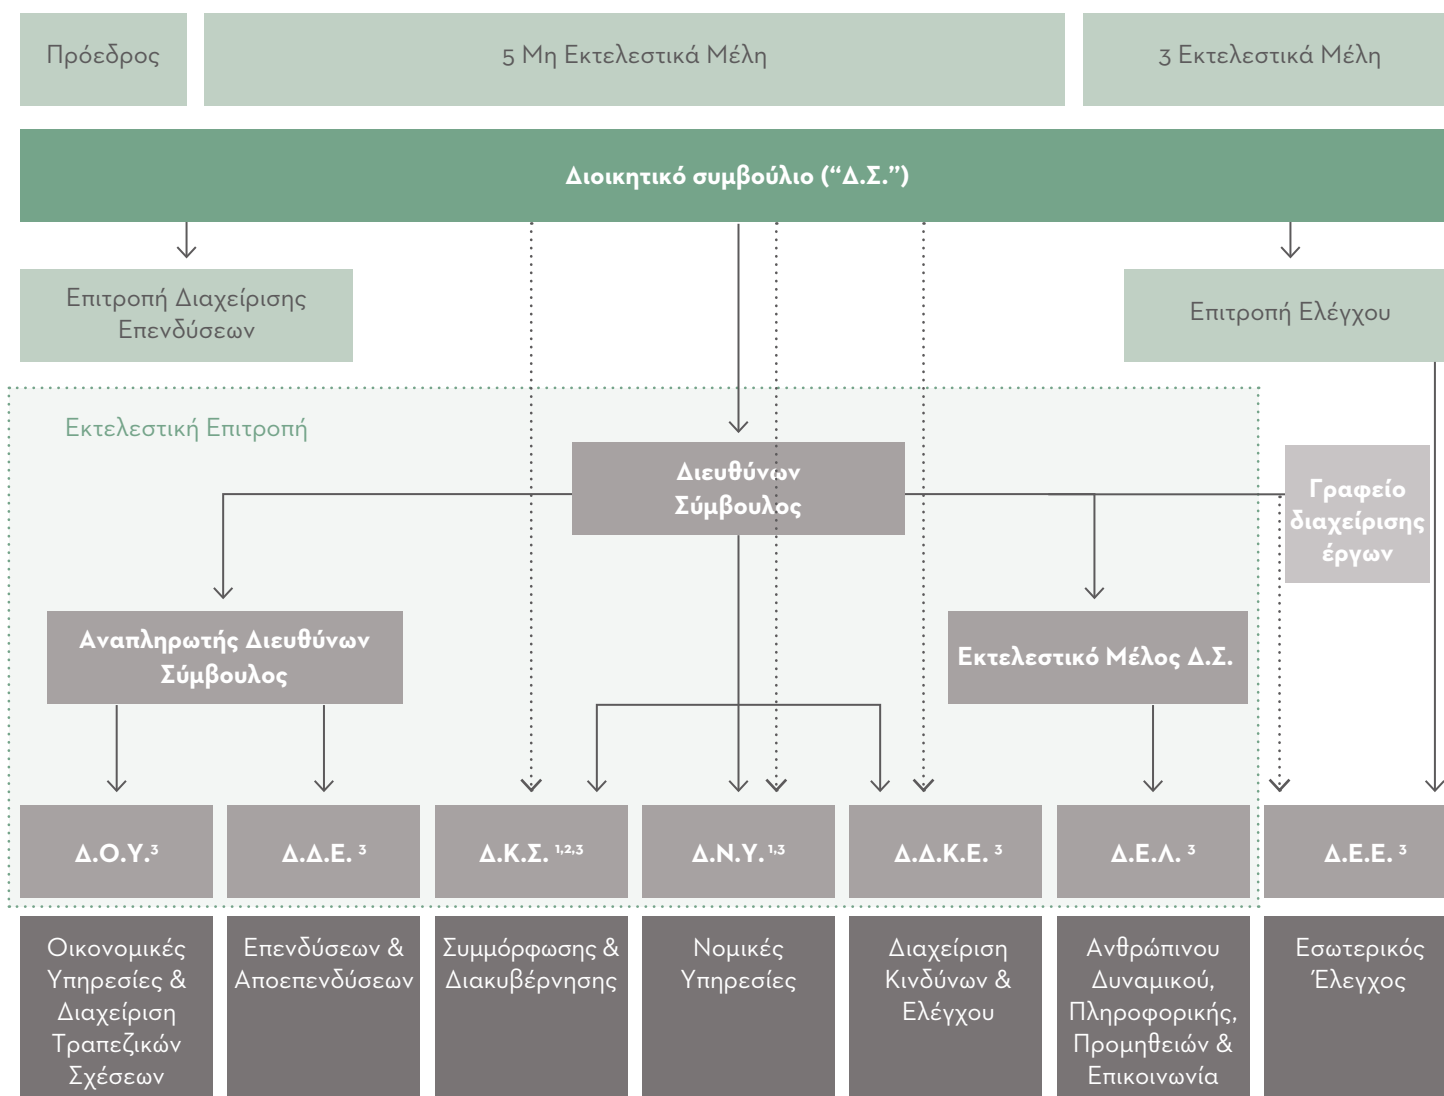 Πρόεδρος
5 Μη Εκτελεστικά Μέλη
3 Εκτελεστικά Μέλη
Διοικητικό συμβούλιο (“Δ.Σ.”)
Επιτροπή Διαχείρισης
Επενδύσεων
Επιτροπή Ελέγχου
Εκτελεστική Επιτροπή
Διευθύνων
Σύμβουλος
Γραφείο
διαχείρισης
έργων
Αναπληρωτής Διευθύνων
Σύμβουλος
Εκτελεστικό Μέλος Δ.Σ.
Δ.Ο.Υ.³
Δ.Δ.Ε. ³
Δ.Κ.Σ. ¹,²,³
Δ.Ν.Υ. ¹,³
Δ.Δ.Κ.Ε. ³
Δ.Ε.Λ. ³
Δ.Ε.Ε. ³
Οικονομικές
Υπηρεσίες &
Διαχείριση
Τραπεζικών
Σχέσεων
Επενδύσεων &
Αποεπενδύσεων
Συμμόρφωσης &
Διακυβέρνησης
Νομικές
Υπηρεσίες
Διαχείριση
Κινδύνων &
Ελέγχου
Ανθρώπινου
Δυναμικού,
Πληροφορικής,
Προμηθειών &
Επικοινωνία
Εσωτερικός
Έλεγχος